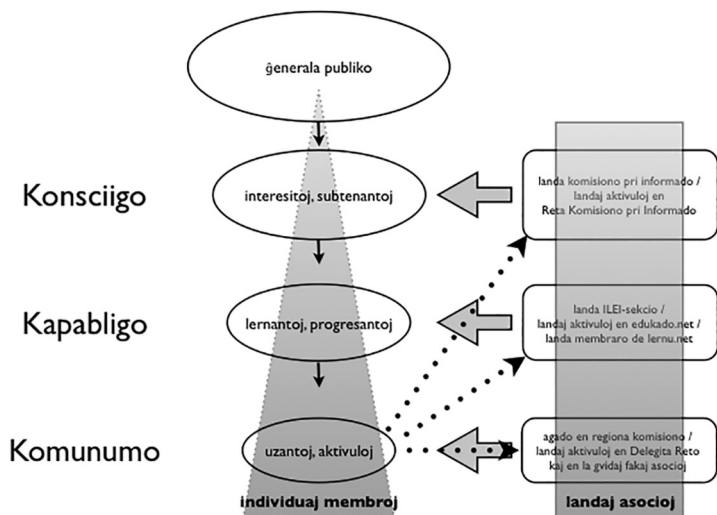 ĝenerala publiko
Konsciigo
interesitoj, subtenantoj
landa komisiono pri informado /
landaj aktivuloj en
Reta Komisiono pri Informado
Kapabligo
lernantoj, progresantoj
landa ILEI-sekcio /
landaj aktivuloj en edukado.net /
landa membraro de lernu.net
Komunumo
uzantoj, aktivuloj
agado en regiona komisiono /
landaj aktivuloj en Delegita Reto
kaj en la gvidaj fakaj asocioj
individuaj membroj
landaj asocioj